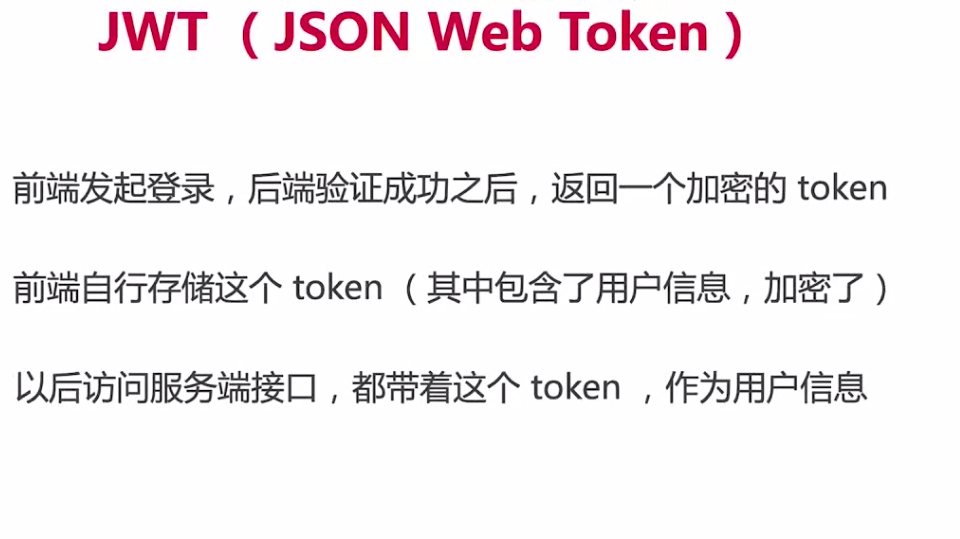 JWT（JSON Web Token）
前端发起登录，后端验证成功之后，返回一个加密的 token
前端自行存储这个 token（其中包含了用户信息，加密了）
以后访问服务端接口，都带着这个 token ，作为用户信息